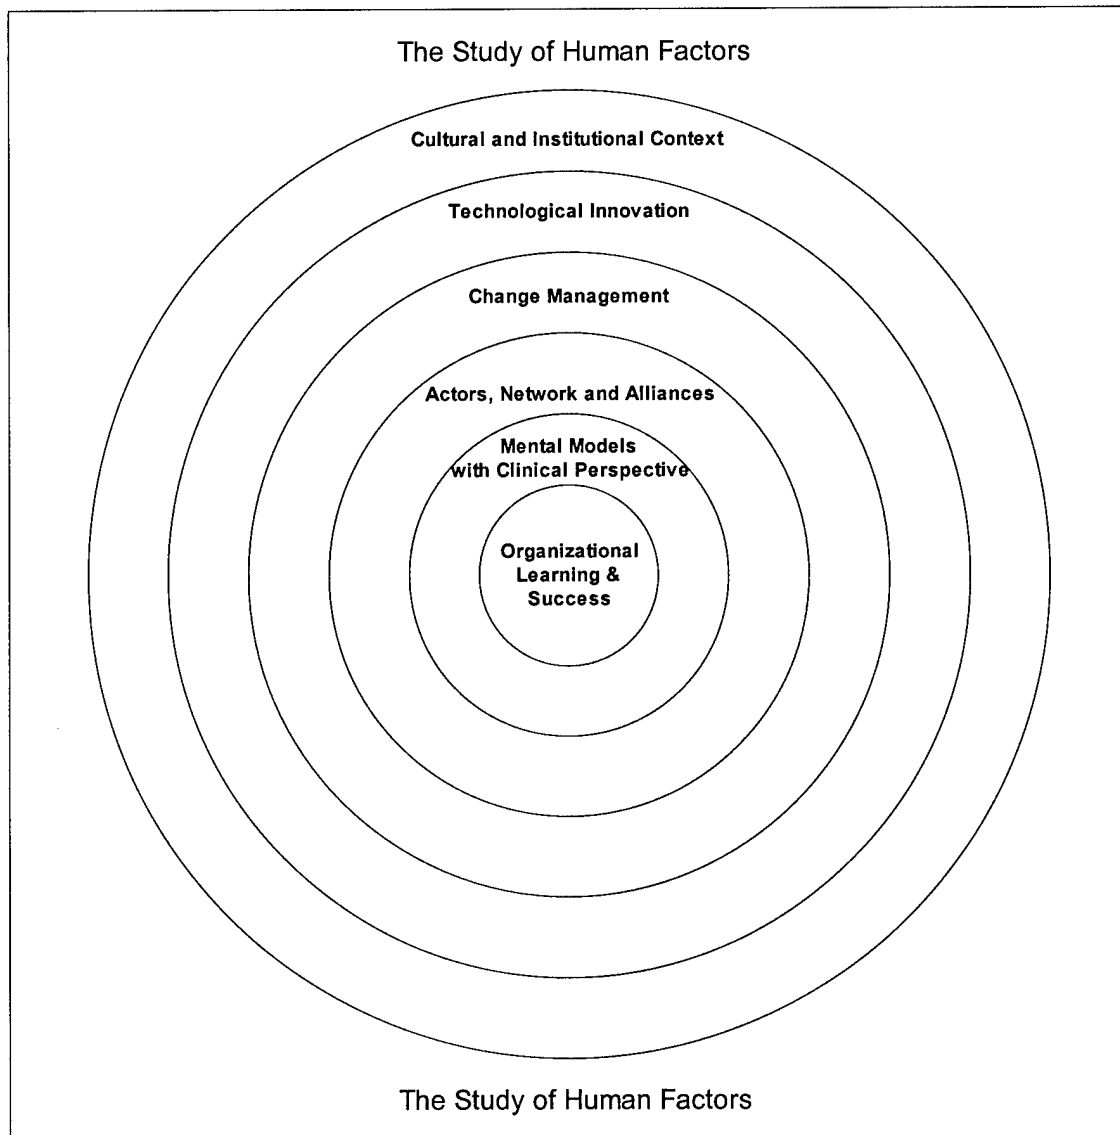 The Study of Human Factors
Cultural and Institutional Context
Technological Innovation
Change Management
Actors, Network and Alliances
Mental Models
with Clinical Perspective
Organizational
Learning &
Success
The Study of Human Factors